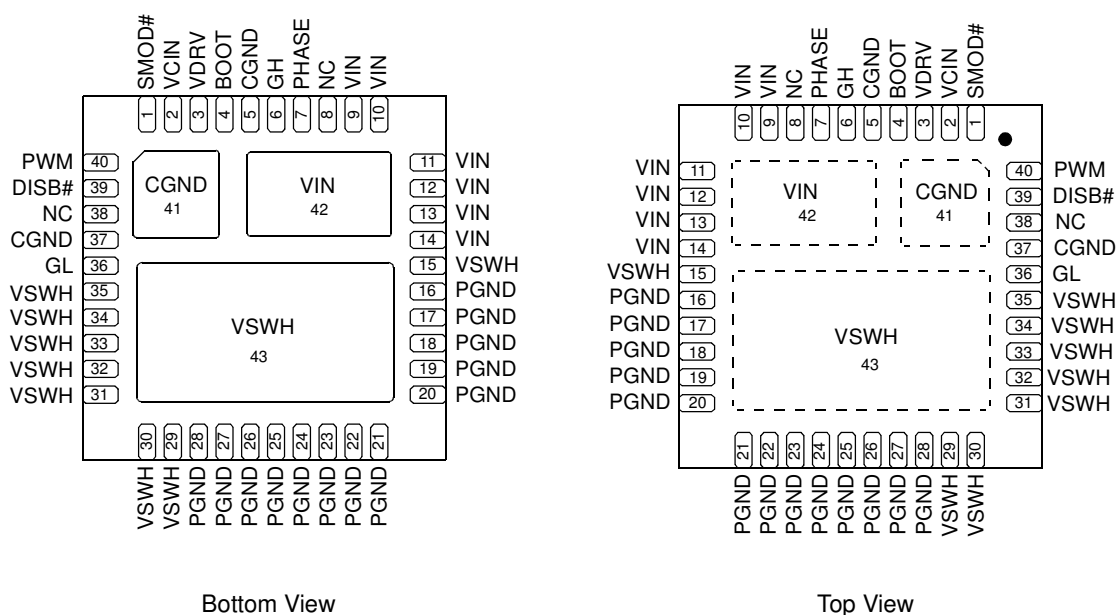 SMOD#
VCIN
VDRV
BOOT
CGND
GH
PHASE
NC
VIN
VIN
1
2
3
4
5
6
7
8
9
10
PWM 40
DISB# 39
NC 38
CGND 37
GL 36
VSWH 35
VSWH 34
VSWH 33
VSWH 32
VSWH 31
CGND
41
VIN
42
VSWH
43
11 VIN
12 VIN
13 VIN
14 VIN
15 VSWH
16 PGND
17 PGND
18 PGND
19 PGND
20 PGND
30
29
28
27
26
25
24
23
22
21
VSWH
VSWH
PGND
PGND
PGND
PGND
PGND
PGND
PGND
PGND
Bottom View
VIN
VIN
NC
PHASE
GH
CGND
BOOT
VDRV
VCIN
SMOD#
10
9
8
7
6
5
4
3
2
1
VIN 11
VIN 12
VIN 13
VIN 14
VSWH 15
PGND 16
PGND 17
PGND 18
PGND 19
PGND 20
VIN
42
CGND
41
VSWH
43
40 PWM
39 DISB#
38 NC
37 CGND
36 GL
35 VSWH
34 VSWH
33 VSWH
32 VSWH
31 VSWH
21
22
23
24
25
26
27
28
29
30
PGND
PGND
PGND
PGND
PGND
PGND
PGND
PGND
VSWH
VSWH
Top View